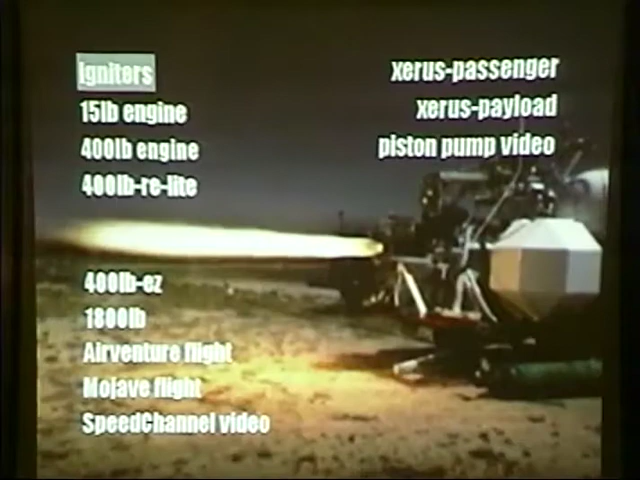 igniters
15lb engine
400lb engine
400lb-re-lite
400lb-ez
1800lb
Airventure flight
Mojave flight
SpeedChannel video
xerus-passenger
xerus-payload
piston pump video